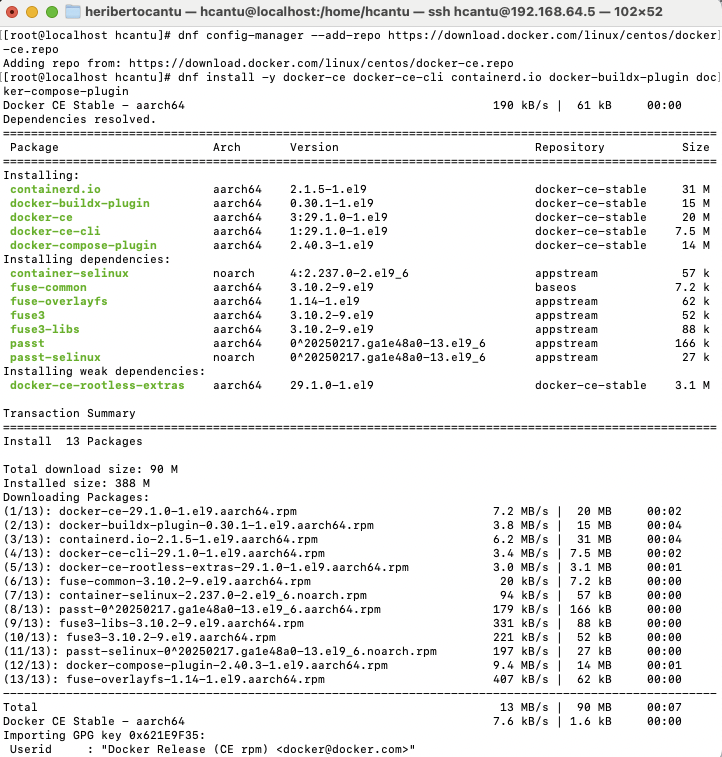 heribertocantu — hcantu@localhost:/home/hcantu — ssh hcantu@192.168.64.5 — 102×52
[[root@localhost hcantu]# dnf config-manager --add-repo https://download.docker.com/linux/centos/docker]
-ce.repo
Adding repo from: https://download.docker.com/linux/centos/docker-ce.repo
[[root@localhost hcantu]# dnf install -y docker-ce docker-ce-cli containerd.io docker-buildx-plugin doc]
ker-compose-plugin
Docker CE Stable - aarch64                                            190 kB/s |  61 kB     00:00
Dependencies resolved.
======================================================================================================
 Package                      Arch       Version                            Repository           Size
======================================================================================================
Installing:
 containerd.io                aarch64    2.1.5-1.el9                        docker-ce-stable     31 M
 docker-buildx-plugin         aarch64    0.30.1-1.el9                       docker-ce-stable     15 M
 docker-ce                    aarch64    3:29.1.0-1.el9                     docker-ce-stable     20 M
 docker-ce-cli                aarch64    1:29.1.0-1.el9                     docker-ce-stable    7.5 M
 docker-compose-plugin        aarch64    2.40.3-1.el9                       docker-ce-stable     14 M
Installing dependencies:
 container-selinux            noarch     4:2.237.0-2.el9_6                  appstream            57 k
 fuse-common                  aarch64    3.10.2-9.el9                       baseos              7.2 k
 fuse-overlayfs               aarch64    1.14-1.el9                         appstream            62 k
 fuse3                        aarch64    3.10.2-9.el9                       appstream            52 k
 fuse3-libs                   aarch64    3.10.2-9.el9                       appstream            88 k
 passt                        aarch64    0^20250217.ga1e48a0-13.el9_6       appstream           166 k
 passt-selinux                noarch     0^20250217.ga1e48a0-13.el9_6       appstream            27 k
Installing weak dependencies:
 docker-ce-rootless-extras    aarch64    29.1.0-1.el9                       docker-ce-stable    3.1 M
Transaction Summary
======================================================================================================
Install  13 Packages
Total download size: 90 M
Installed size: 388 M
Downloading Packages:
(1/13): docker-ce-29.1.0-1.el9.aarch64.rpm                            7.2 MB/s |  20 MB     00:02
(2/13): docker-buildx-plugin-0.30.1-1.el9.aarch64.rpm                 3.8 MB/s |  15 MB     00:04
(3/13): containerd.io-2.1.5-1.el9.aarch64.rpm                         6.2 MB/s |  31 MB     00:04
(4/13): docker-ce-cli-29.1.0-1.el9.aarch64.rpm                        3.4 MB/s | 7.5 MB     00:02
(5/13): docker-ce-rootless-extras-29.1.0-1.el9.aarch64.rpm            3.0 MB/s | 3.1 MB     00:01
(6/13): fuse-common-3.10.2-9.el9.aarch64.rpm                           20 kB/s | 7.2 kB     00:00
(7/13): container-selinux-2.237.0-2.el9_6.noarch.rpm                   94 kB/s |  57 kB     00:00
(8/13): passt-0^20250217.ga1e48a0-13.el9_6.aarch64.rpm                179 kB/s | 166 kB     00:00
(9/13): fuse3-libs-3.10.2-9.el9.aarch64.rpm                           331 kB/s |  88 kB     00:00
(10/13): fuse3-3.10.2-9.el9.aarch64.rpm                               221 kB/s |  52 kB     00:00
(11/13): passt-selinux-0^20250217.ga1e48a0-13.el9_6.noarch.rpm        197 kB/s |  27 kB     00:00
(12/13): docker-compose-plugin-2.40.3-1.el9.aarch64.rpm               9.4 MB/s |  14 MB     00:01
(13/13): fuse-overlayfs-1.14-1.el9.aarch64.rpm                        407 kB/s |  62 kB     00:00
------------------------------------------------------------------------------------------------------
Total                                                                  13 MB/s |  90 MB     00:07
Docker CE Stable - aarch64                                            7.6 kB/s | 1.6 kB     00:00
Importing GPG key 0x621E9F35:
 Userid     : "Docker Release (CE rpm) <docker@docker.com>"